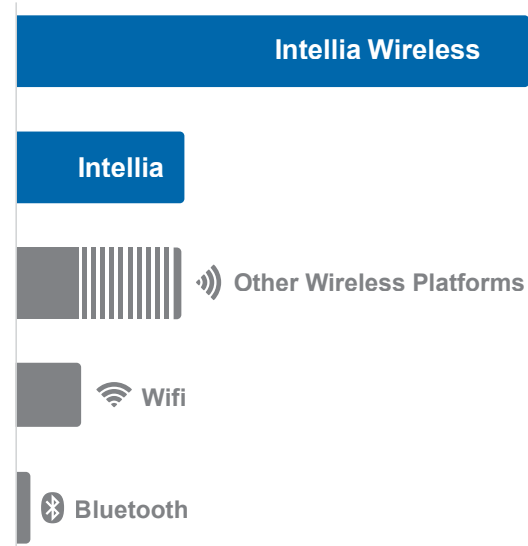 Intellia Wireless
Intellia
Other Wireless Platforms
Wifi
Bluetooth